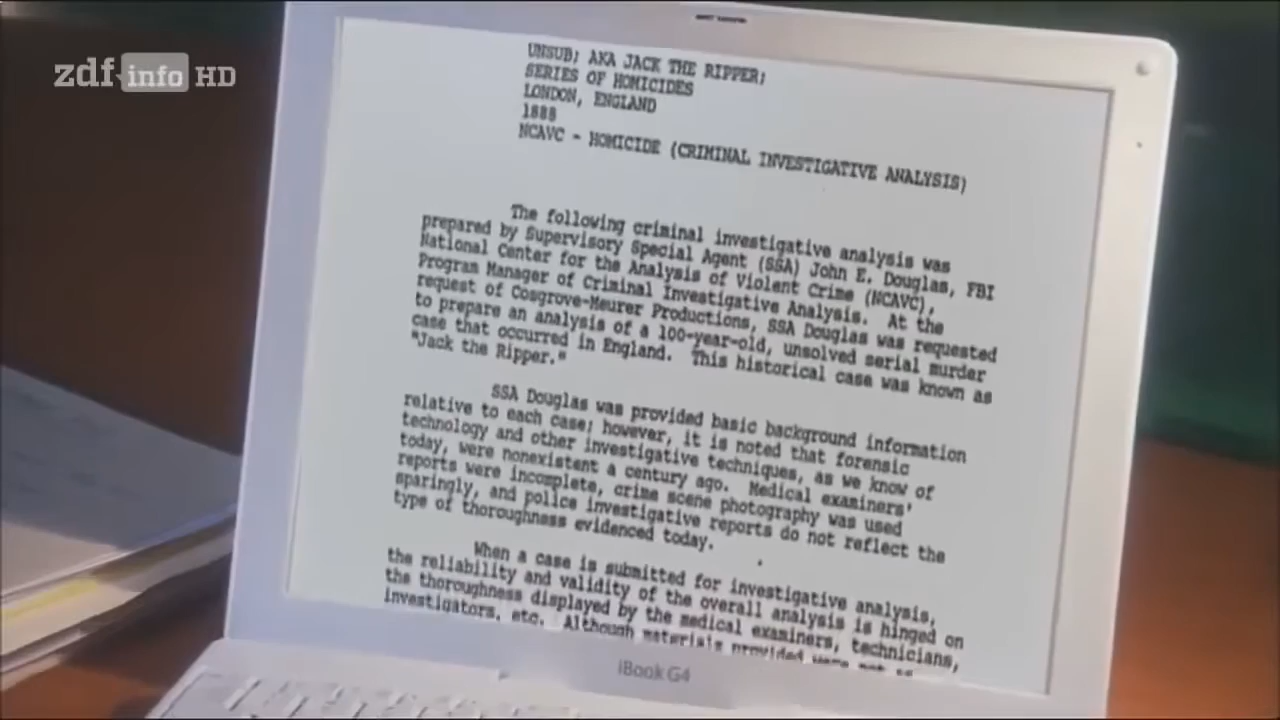 zdf info HD
UNSUB; AKA JACK THE RIPPER;
SERIES OF HOMICIDES
LONDON, ENGLAND
1888
NCAVC - HOMICIDE (CRIMINAL INVESTIGATIVE ANALYSIS)
The following criminal investigative analysis was
prepared by Supervisory Special Agent (SSA) John E. Douglas, FBI
National Center for the Analysis of Violent Crime (NCAVC),
Program Manager of Criminal Investigative Analysis. At the
request of Cosgrove-Meurer Productions, SSA Douglas was requested
to prepare an analysis of a 100-year-old, unsolved serial murder
case that occurred in England. This historical case was known as
"Jack the Ripper."
SSA Douglas was provided basic background information
relative to each case; however, it is noted that forensic
technology and other investigative techniques, as we know of
today, were nonexistent a century ago. Medical examiners'
reports were incomplete, crime scene photography was used
sparingly, and police investigative reports do not reflect the
type of thoroughness evidenced today.
When a case is submitted for investigative analysis,
the reliability and validity of the overall analysis is hinged on
the thoroughness displayed by the medical examiners, technicians,
investigators, etc. Although materials provided were not
iBook G4